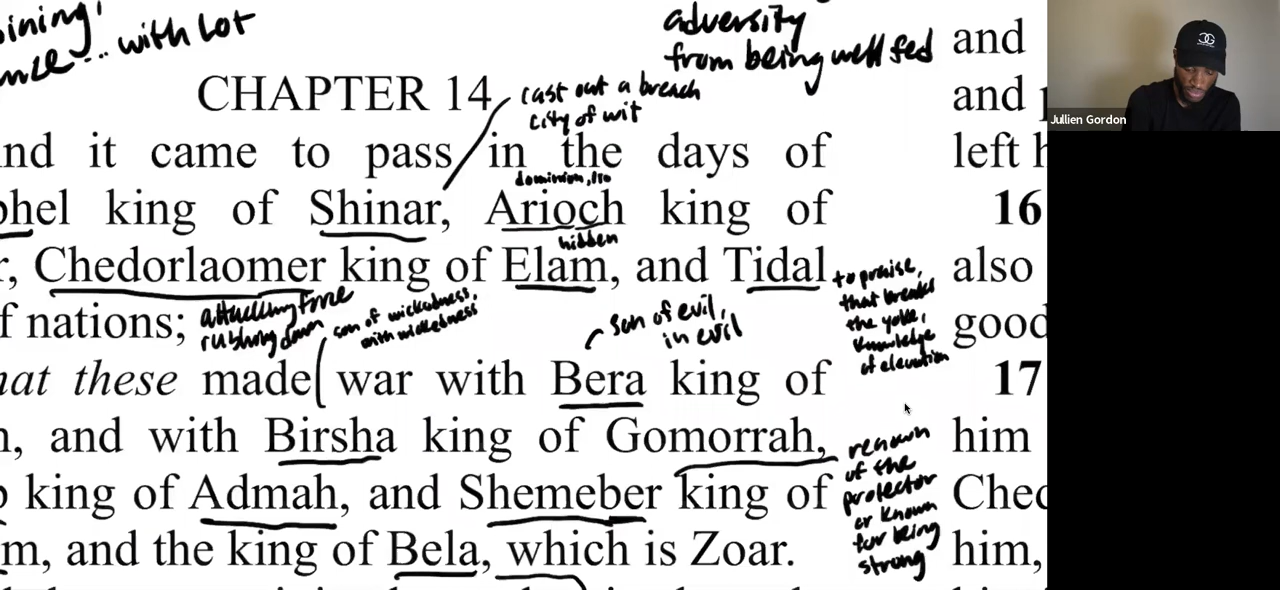 ining!
ance... with Lot
adversity
from being well fed
CHAPTER 14
cast out a breach
city of wit
nd it came to pass in the days of
dominion,
phel king of Shinar, Arioch king of
hidden
r, Chedorlaomer king of Elam, and Tidal
to praise,
that breaks
the yoke,
knowledge
of elevation
f nations;
attacking force
rushing down
son of wickedness,
with wickedness
son of evil,
in evil
hat these made war with Bera king of
n, and with Birsha king of Gomorrah,
renown
of the
protector
or known
for being
strong
king of Admah, and Shemeber king of
m, and the king of Bela, which is Zoar.
and
and
left h
16
also
good
17
him
Ched
him,
Jullien Gordon